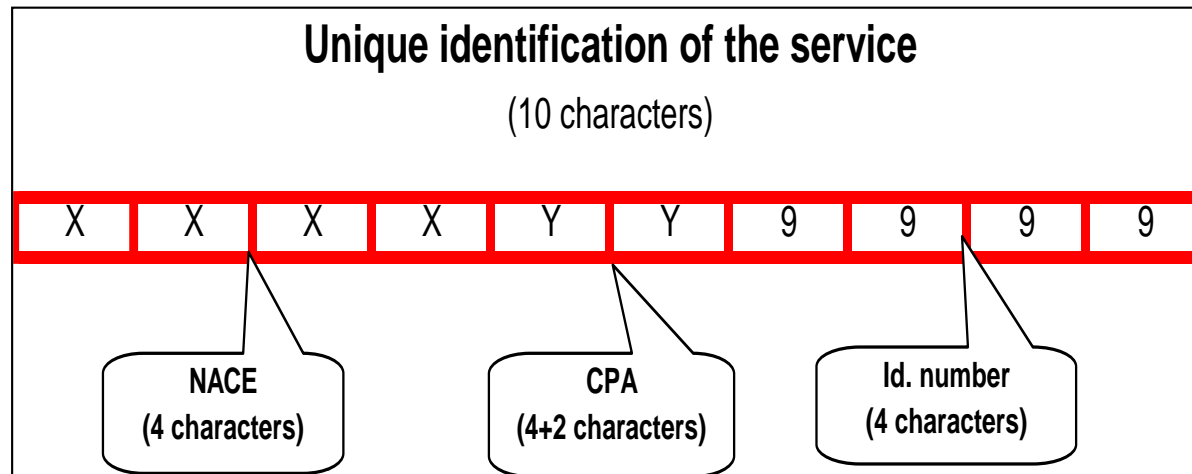 Unique identification of the service
(10 characters)
X X X X Y Y 9 9 9 9
NACE
(4 characters)
CPA
(4+2 characters)
Id. number
(4 characters)